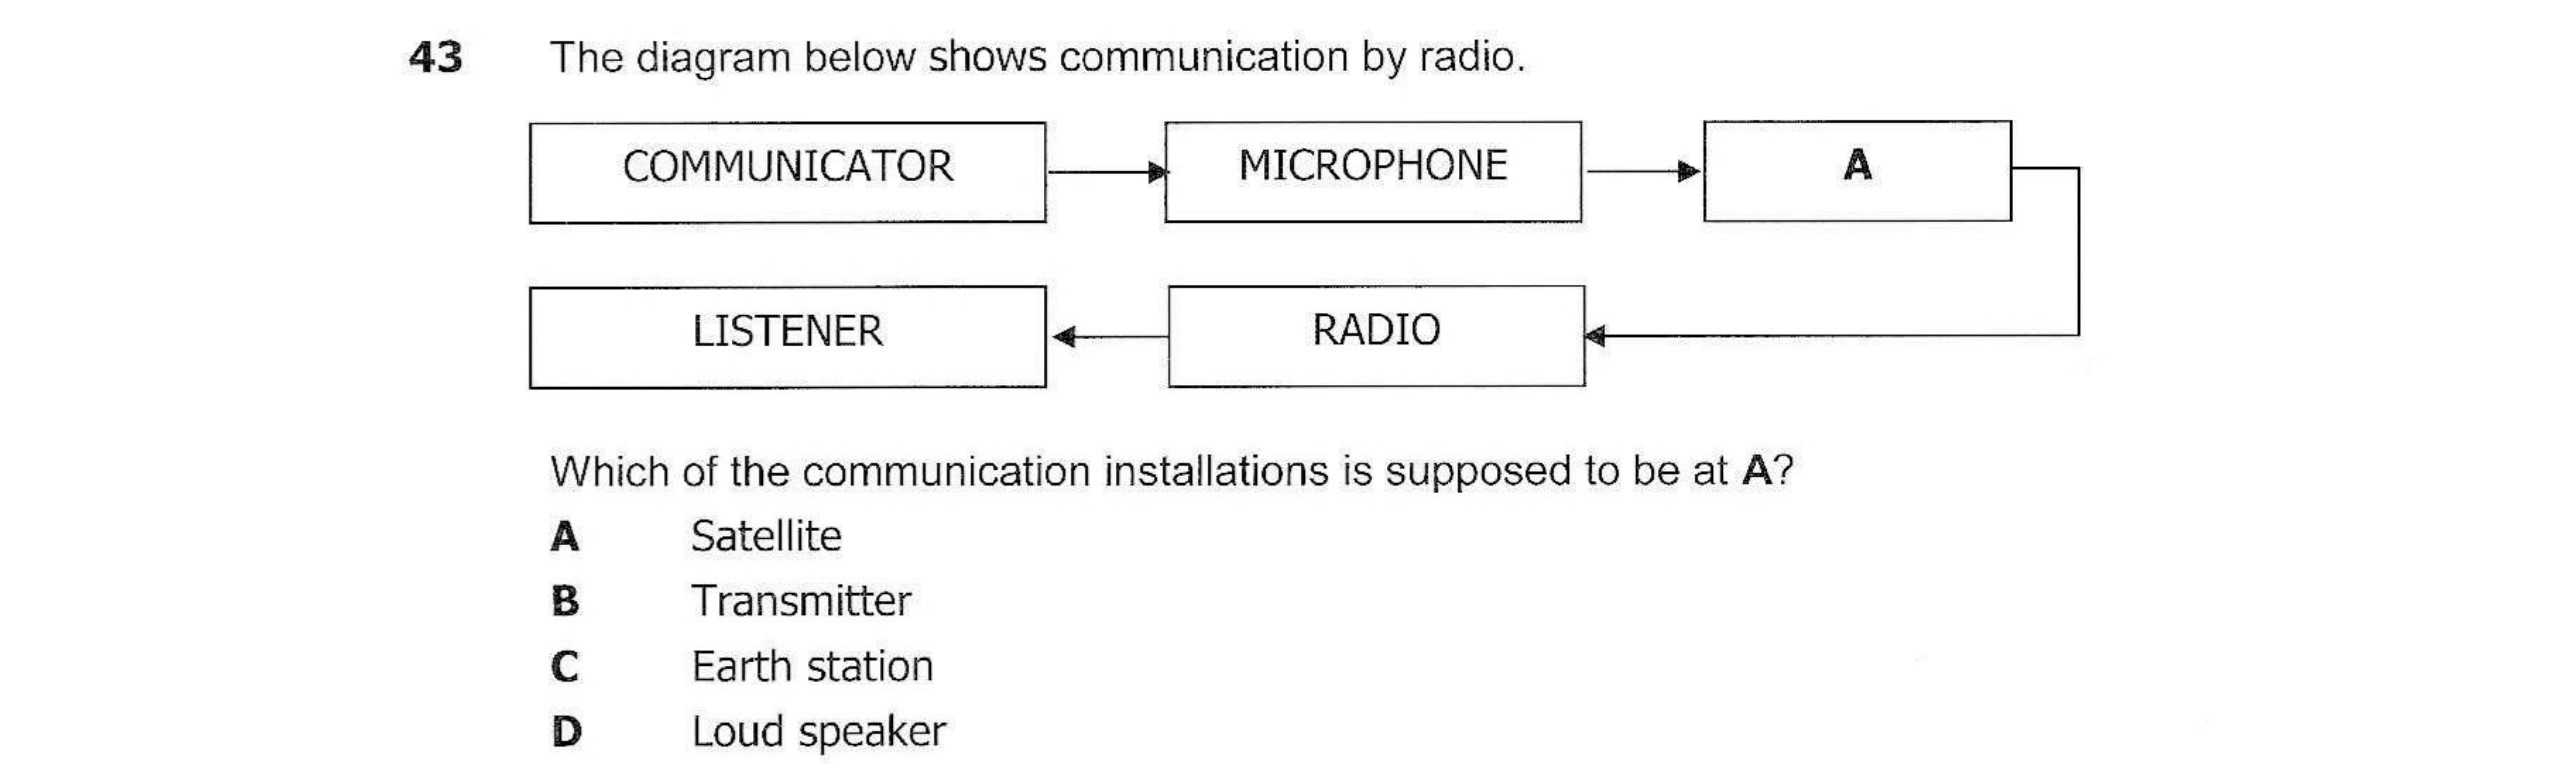 43 The diagram below shows communication by radio.
COMMUNICATOR MICROPHONE A
LISTENER RADIO
Which of the communication installations is supposed to be at A?
A Satellite
B Transmitter
C Earth station
D Loud speaker